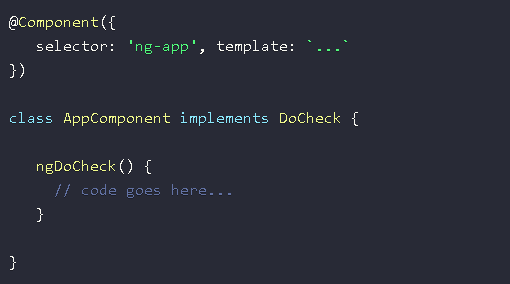 @Component({
   selector: 'ng-app', template: `...`
})
class AppComponent implements DoCheck {
   ngDoCheck() {
     // code goes here...
   }
}